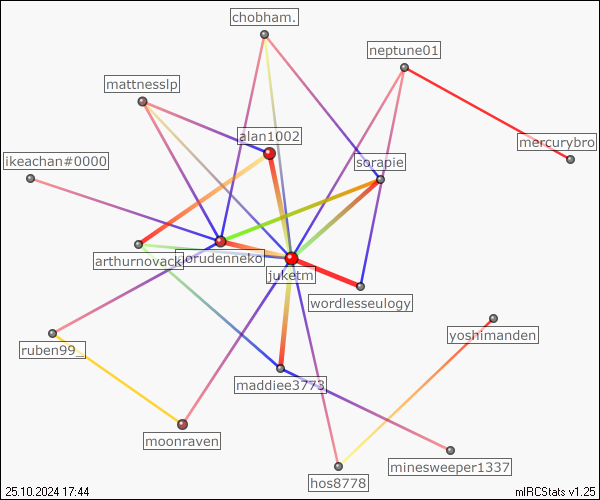 chobham.
neptune01
mattnesslp
alan1002
mercurybro
ikeachan#0000
sorapie
arthurnovack
jorudenneko
juketm
wordlesseulogy
ruben99_
yoshimanden
maddiee3773
moonraven
minesweeper1337
hos8778
25.10.2024 17:44
mIRCStats v1.25